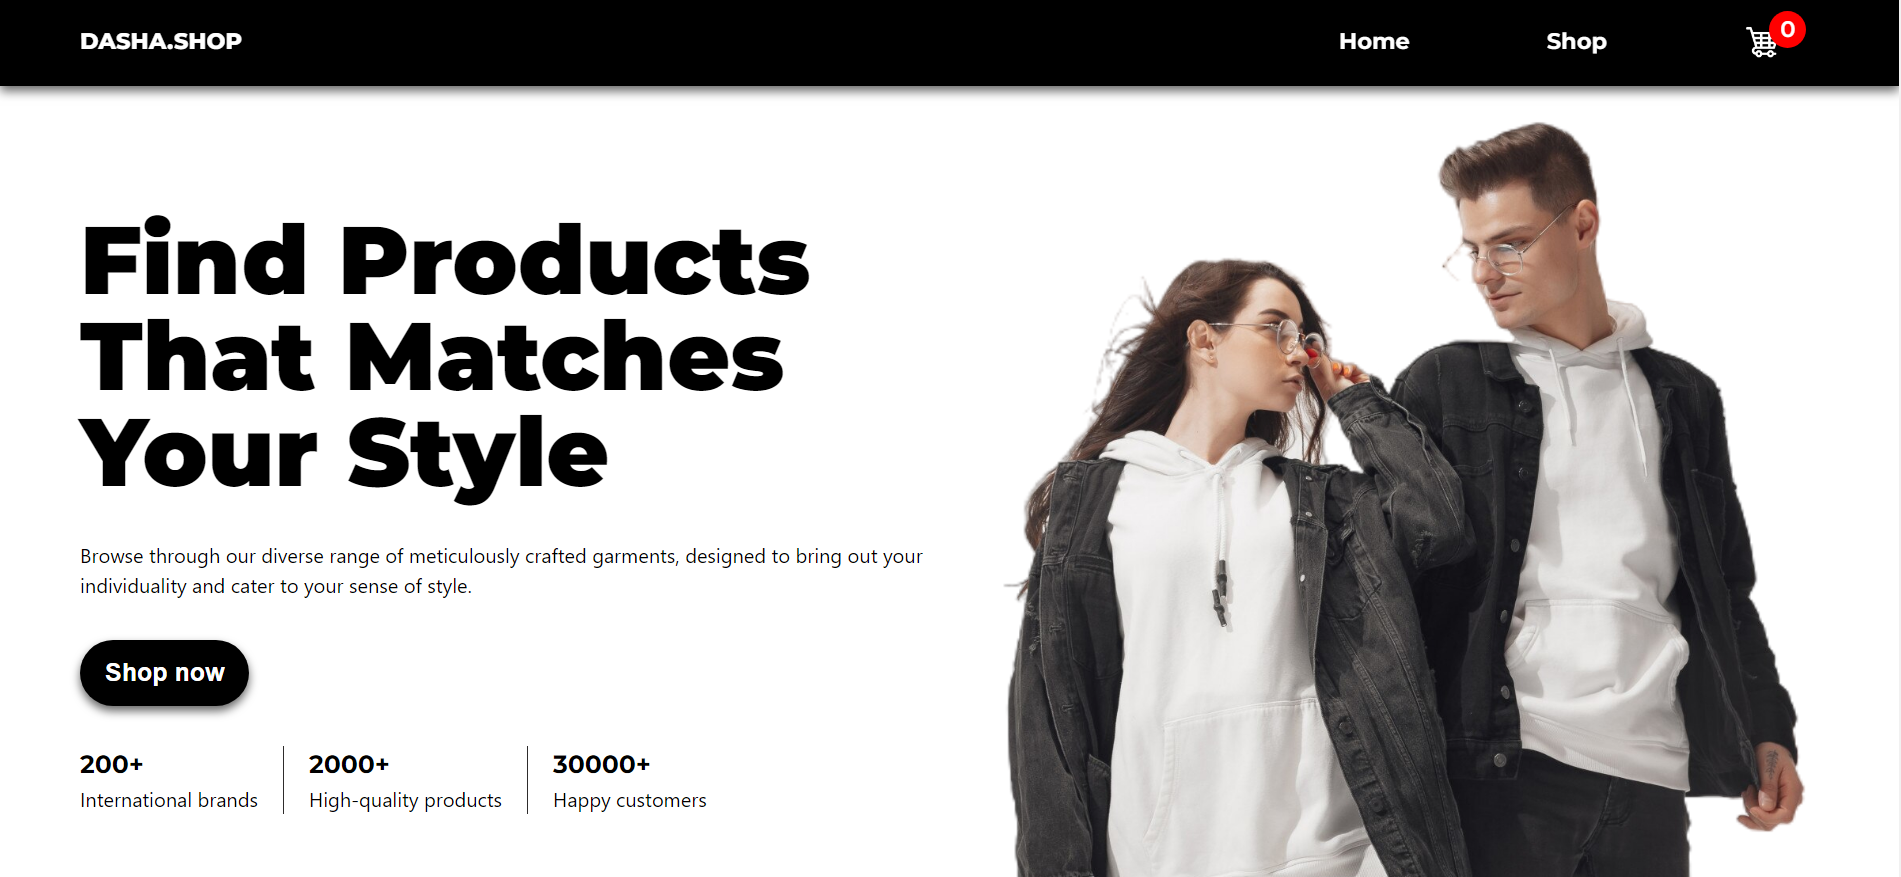 DASHA.SHOP
Home
Shop
0
Find Products
That Matches
Your Style
Browse through our diverse range of meticulously crafted garments, designed to bring out your
individuality and cater to your sense of style.
Shop now
200+
International brands
2000+
High-quality products
30000+
Happy customers